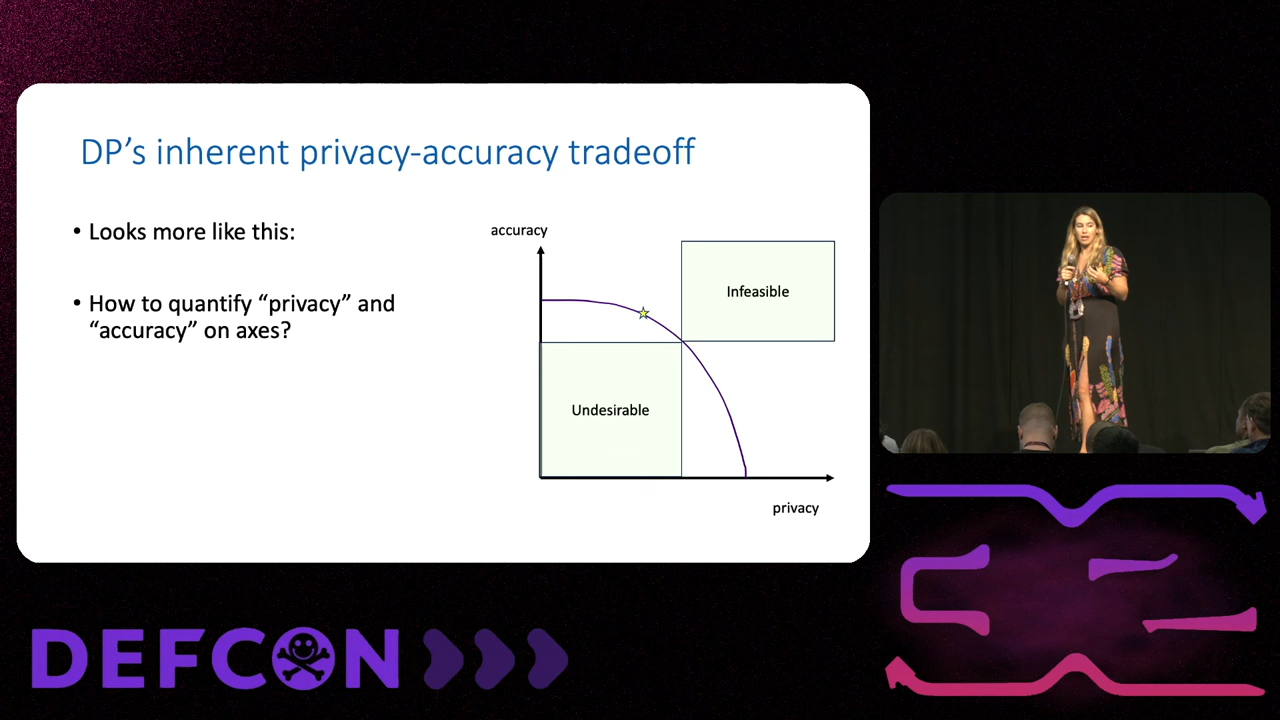 DP's inherent privacy-accuracy tradeoff
• Looks more like this:
• How to quantify “privacy” and
“accuracy” on axes?
accuracy
Infeasible
Undesirable
privacy
DEFCON